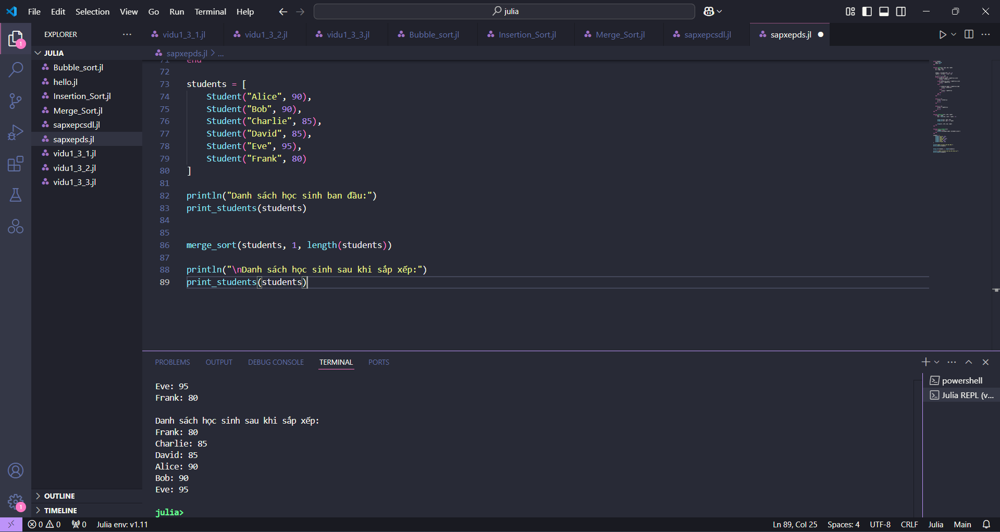 File Edit Selection View Go Run Terminal Help
julia
EXPLORER
vidu1_3_1.jl
vidu1_3_2.jl
vidu1_3_3.jl
Bubble_sort.jl
Insertion_Sort.jl
Merge_Sort.jl
sapxepcsdl.jl
sapxepds.jl
JULIA
Bubble_sort.jl
hello.jl
Insertion_Sort.jl
Merge_Sort.jl
sapxepcsdl.jl
sapxepds.jl
vidu1_3_1.jl
vidu1_3_2.jl
vidu1_3_3.jl
OUTLINE
TIMELINE
1
1
sapxepds.jl > ...
71 end
72
73 students = [
74 Student("Alice", 90),
75 Student("Bob", 90),
76 Student("Charlie", 85),
77 Student("David", 85),
78 Student("Eve", 95),
79 Student("Frank", 80)
80 ]
81
82 println("Danh sách học sinh ban đầu:")
83 print_students(students)
84
85
86 merge_sort(students, 1, length(students))
87
88 println("\nDanh sách học sinh sau khi sắp xếp:")
89 print_students(students)
PROBLEMS OUTPUT DEBUG CONSOLE TERMINAL PORTS
Eve: 95
Frank: 80
Danh sách học sinh sau khi sắp xếp:
Frank: 80
Charlie: 85
David: 85
Alice: 90
Bob: 90
Eve: 95
julia>
powershell
Julia REPL (v...
0 0 0 Julia env: v1.11
Ln 89, Col 25 Spaces: 4 UTF-8 CRLF Julia Main